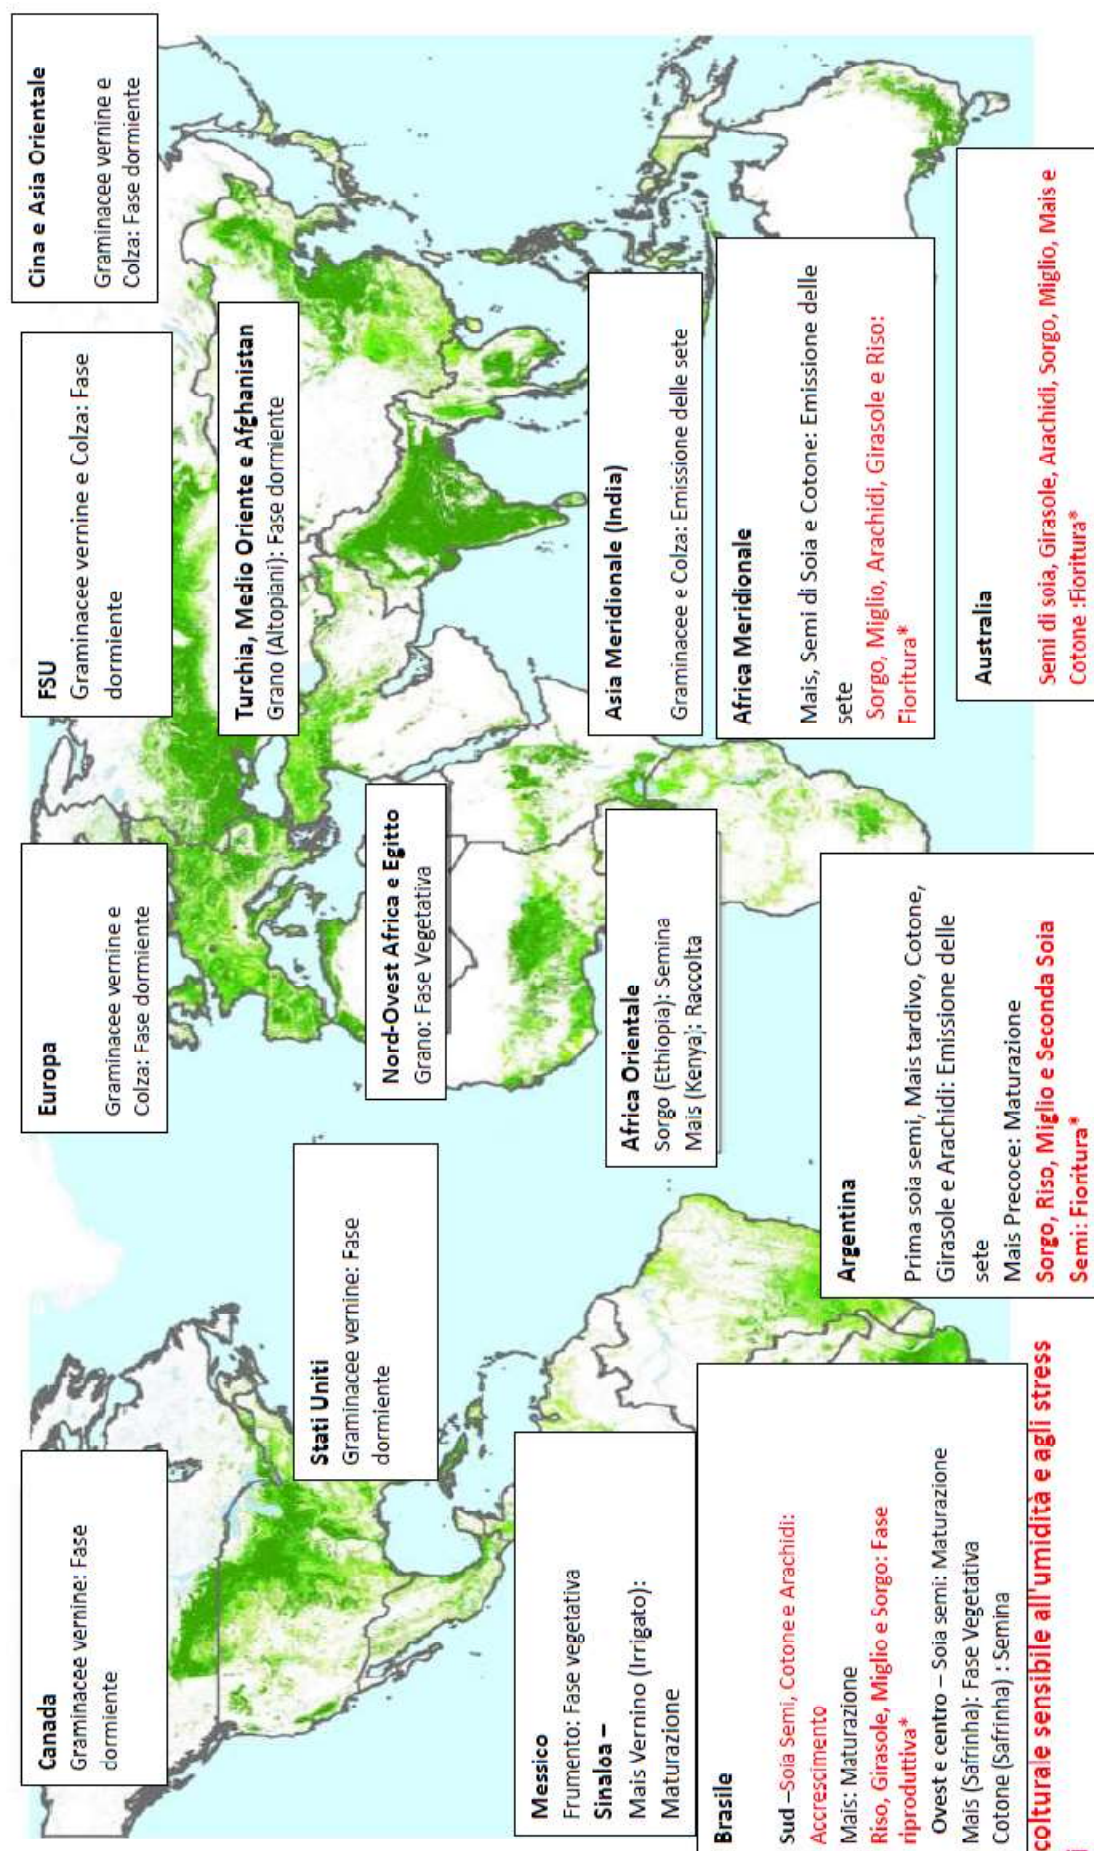 Canada
Graminacee vernine: Fase
dormiente
Stati Uniti
Graminacee vernine: Fase
dormiente
Messico
Frumento: Fase vegetativa
Sinaloa –
Mais Vernino (Irrigato):
Maturazione
Brasile
Sud –Soia Semi, Cotone e Arachidi:
Accrescimento
Mais: Maturazione
Riso, Girasole, Miglio e Sorgo: Fase
riproduttiva*
Ovest e centro – Soia semi: Maturazione
Mais (Safrinha): Fase Vegetativa
Cotone (Safrinha) : Semina
colturale sensibile all'umidità e agli stress
Europa
Graminacee vernine e
Colza: Fase dormiente
Nord-Ovest Africa e Egitto
Grano: Fase Vegetativa
Africa Orientale
Sorgo (Ethiopia): Semina
Mais (Kenya): Raccolta
Argentina
Prima soia semi, Mais tardivo, Cotone,
Girasole e Arachidi: Emissione delle
sete
Mais Precoce: Maturazione
Sorgo, Riso, Miglio e Seconda Soia
Semi: Fioritura*
FSU
Graminacee vernine e Colza: Fase
dormiente
Turchia, Medio Oriente e Afghanistan
Grano (Altopiani): Fase dormiente
Asia Meridionale (India)
Graminacee e Colza: Emissione delle sete
Africa Meridionale
Mais, Semi di Soia e Cotone: Emissione delle
sete
Sorgo, Miglio, Arachidi, Girasole e Riso:
Fioritura*
Cina e Asia Orientale
Graminacee vernine e
Colza: Fase dormiente
Australia
Semi di soia, Girasole, Arachidi, Sorgo, Miglio, Mais e
Cotone :Fioritura*